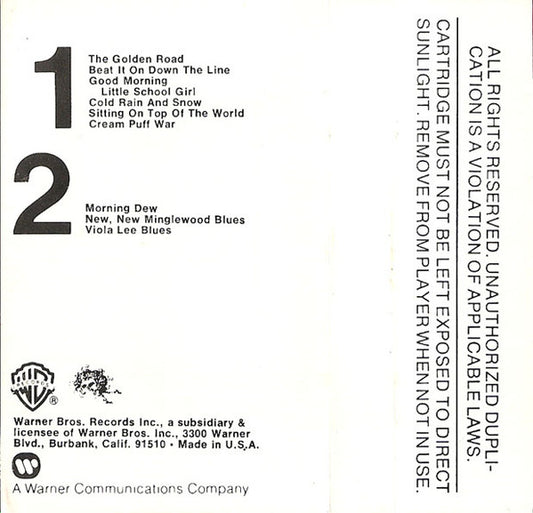 1
The Golden Road
Beat It On Down The Line
Good Morning
Little School Girl
Cold Rain And Snow
Sitting On Top Of The World
Cream Puff War
2
Morning Dew
New, New Minglewood Blues
Viola Lee Blues
WB
RECORDS
®
Warner Bros. Records Inc., a subsidiary &
licensee of Warner Bros. Inc., 3300 Warner
Blvd., Burbank, Calif. 91510 • Made in U.S.A.
A Warner Communications Company
ALL RIGHTS RESERVED. UNAUTHORIZED DUPLI-
CATION IS A VIOLATION OF APPLICABLE LAWS.
CARTRIDGE MUST NOT BE LEFT EXPOSED TO DIRECT
SUNLIGHT. REMOVE FROM PLAYER WHEN NOT IN USE.